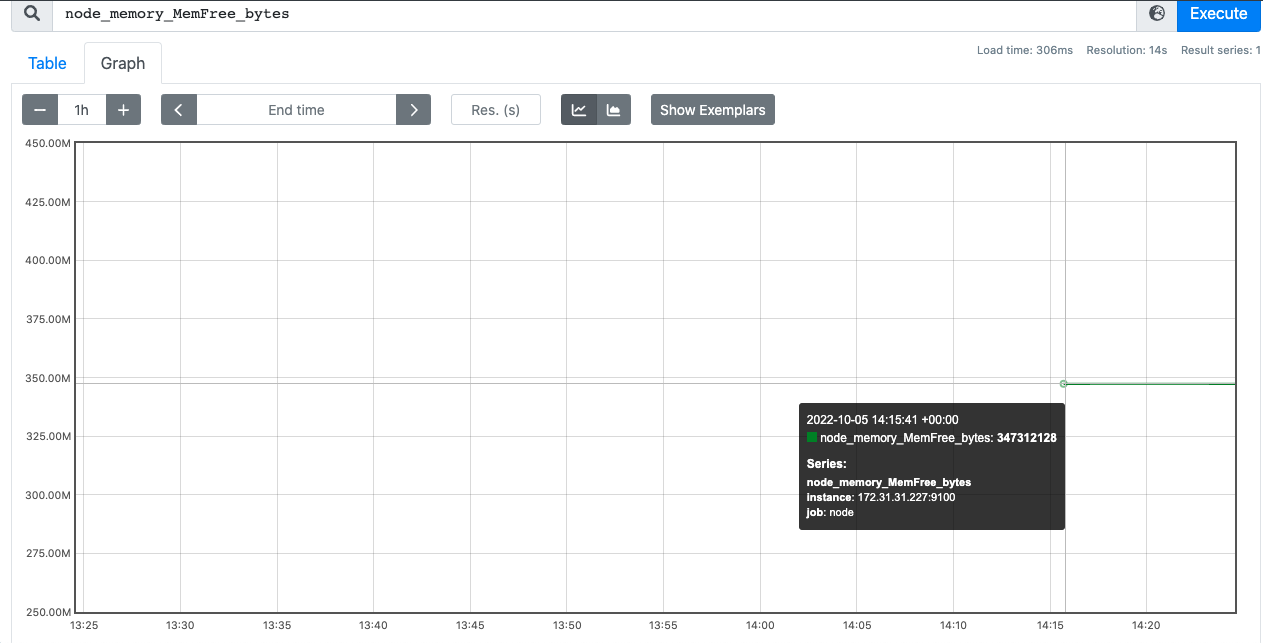 node_memory_MemFree_bytes
Execute
Load time: 306ms Resolution: 14s Result series: 1
Table Graph
− 1h + < End time > Res. (s) Show Exemplars
450.00M
425.00M
400.00M
375.00M
350.00M
325.00M
300.00M
275.00M
250.00M
2022-10-05 14:15:41 +00:00
node_memory_MemFree_bytes: 347312128
Series:
node_memory_MemFree_bytes
instance: 172.31.31.227:9100
job: node
13:25 13:30 13:35 13:40 13:45 13:50 13:55 14:00 14:05 14:10 14:15 14:20